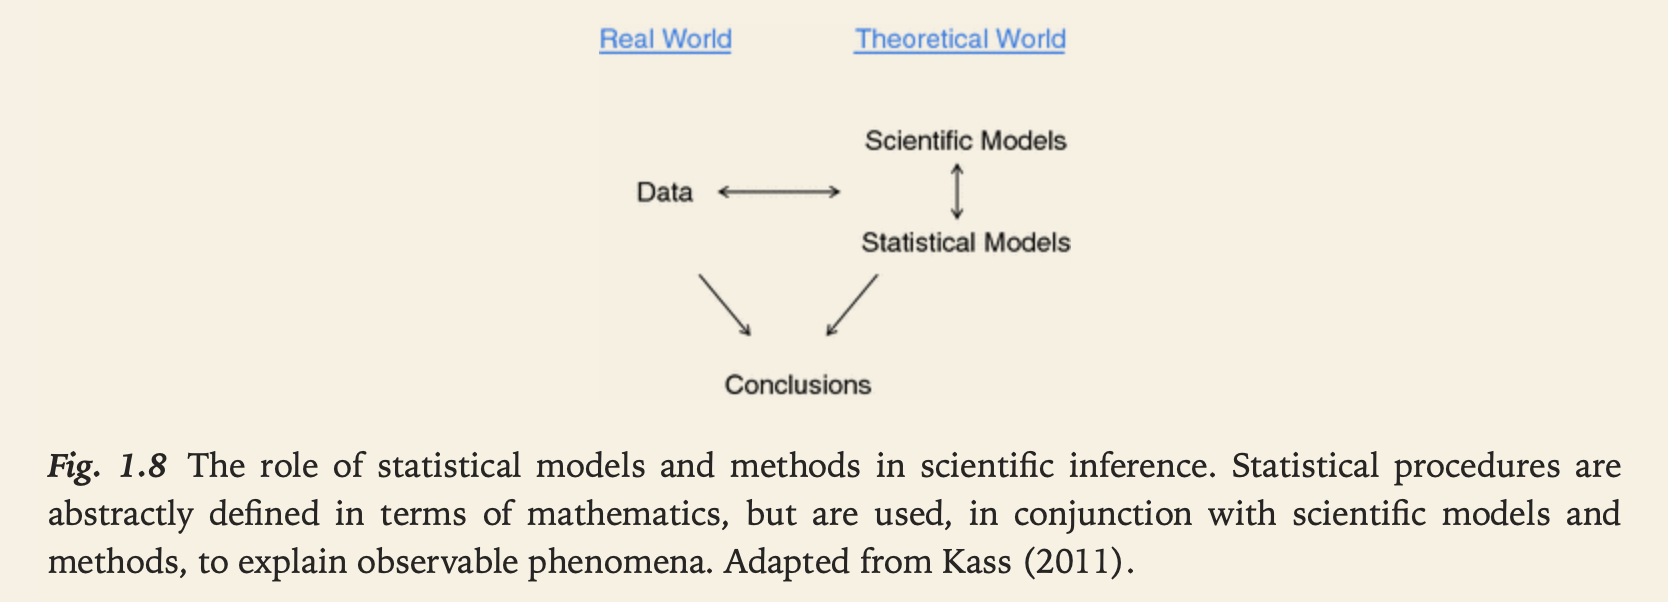 Real World Theoretical World
Scientific Models
Data
Statistical Models
Conclusions
Fig. 1.8 The role of statistical models and methods in scientific inference. Statistical procedures are
abstractly defined in terms of mathematics, but are used, in conjunction with scientific models and
methods, to explain observable phenomena. Adapted from Kass (2011).